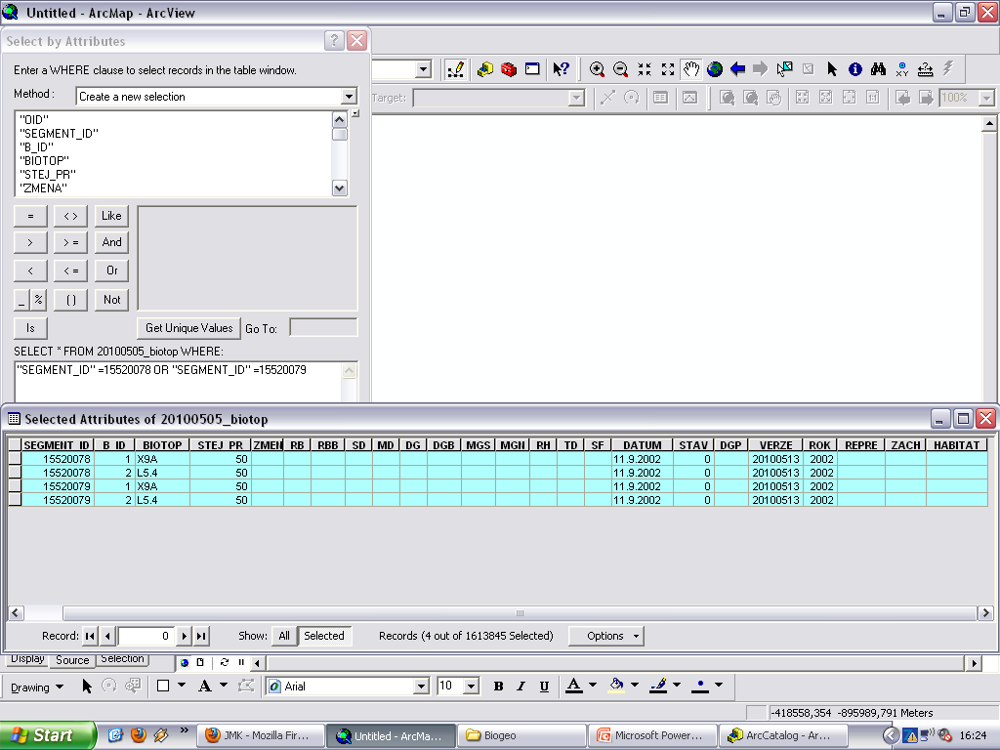 Untitled - ArcMap - ArcView
Select by Attributes
Enter a WHERE clause to select records in the table window.
Method : Create a new selection
"OID"
"SEGMENT_ID"
"B_ID"
"BIOTOP"
"STEJ_PR"
"ZMENA"
= < > Like
> > = And
< < = Or
_ % ( ) Not
Is Get Unique Values Go To:
SELECT * FROM 20100505_biotop WHERE:
"SEGMENT_ID" =15520078 OR "SEGMENT_ID" =15520079
Target:
1:1
100%
Selected Attributes of 20100505_biotop
SEGMENT_ID B_ID BIOTOP STEJ_PR ZMEN RB RBB SD MD DG DGB MGS MGN RH TD SF DATUM STAV DGP VERZE ROK REPRE ZACH HABITAT
15520078 1 X9A 50 11.9.2002 0 20100513 2002
15520078 2 L5.4 50 11.9.2002 0 20100513 2002
15520079 1 X9A 50 11.9.2002 0 20100513 2002
15520079 2 L5.4 50 11.9.2002 0 20100513 2002
Record: 0 Show: All Selected Records (4 out of 1613845 Selected) Options
Display Source Selection
Drawing A Arial 10 B I U A
-418558,354 -895989,791 Meters
Start JMK - Mozilla Fir... Untitled - ArcMa... Biogeo Microsoft Power... ArcCatalog - Ar... 16:24